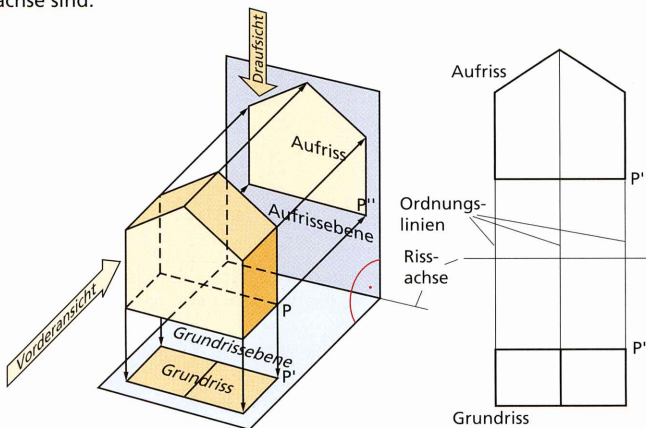 achse sind.
Draufsicht
Aufriss
P''
Aufrissebene
Vorderansicht
P
Grundrissebene
P'
Grundriss
Aufriss
P'
Ordnungs-
linien
Riss-
achse
P'
Grundriss